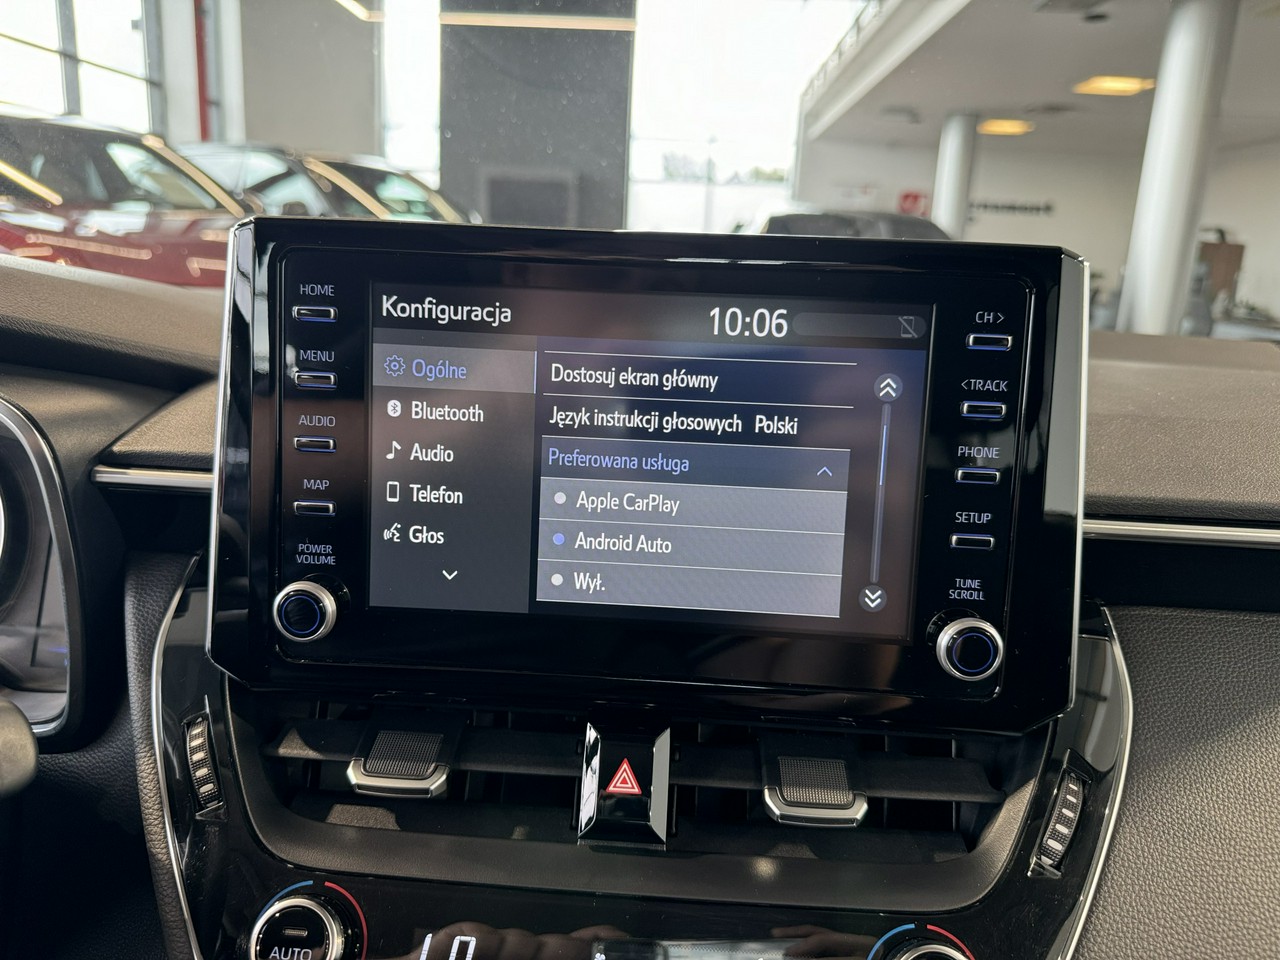 HOME
MENU
AUDIO
MAP
POWER
VOLUME
Konfiguracja
10:06
Ogólne
Bluetooth
Audio
Telefon
Głos
Dostosuj ekran główny
Język instrukcji głosowych Polski
Preferowana usługa
Apple CarPlay
Android Auto
Wył.
CH >
< TRACK
PHONE
SETUP
TUNE
SCROLL
AUTO